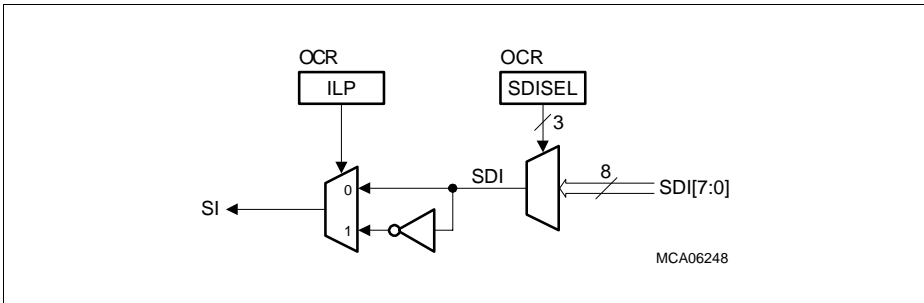 OCR
OCR
ILP
SDISEL
3
SDI
8
SDI[7:0]
0
SI
1
MCA06248